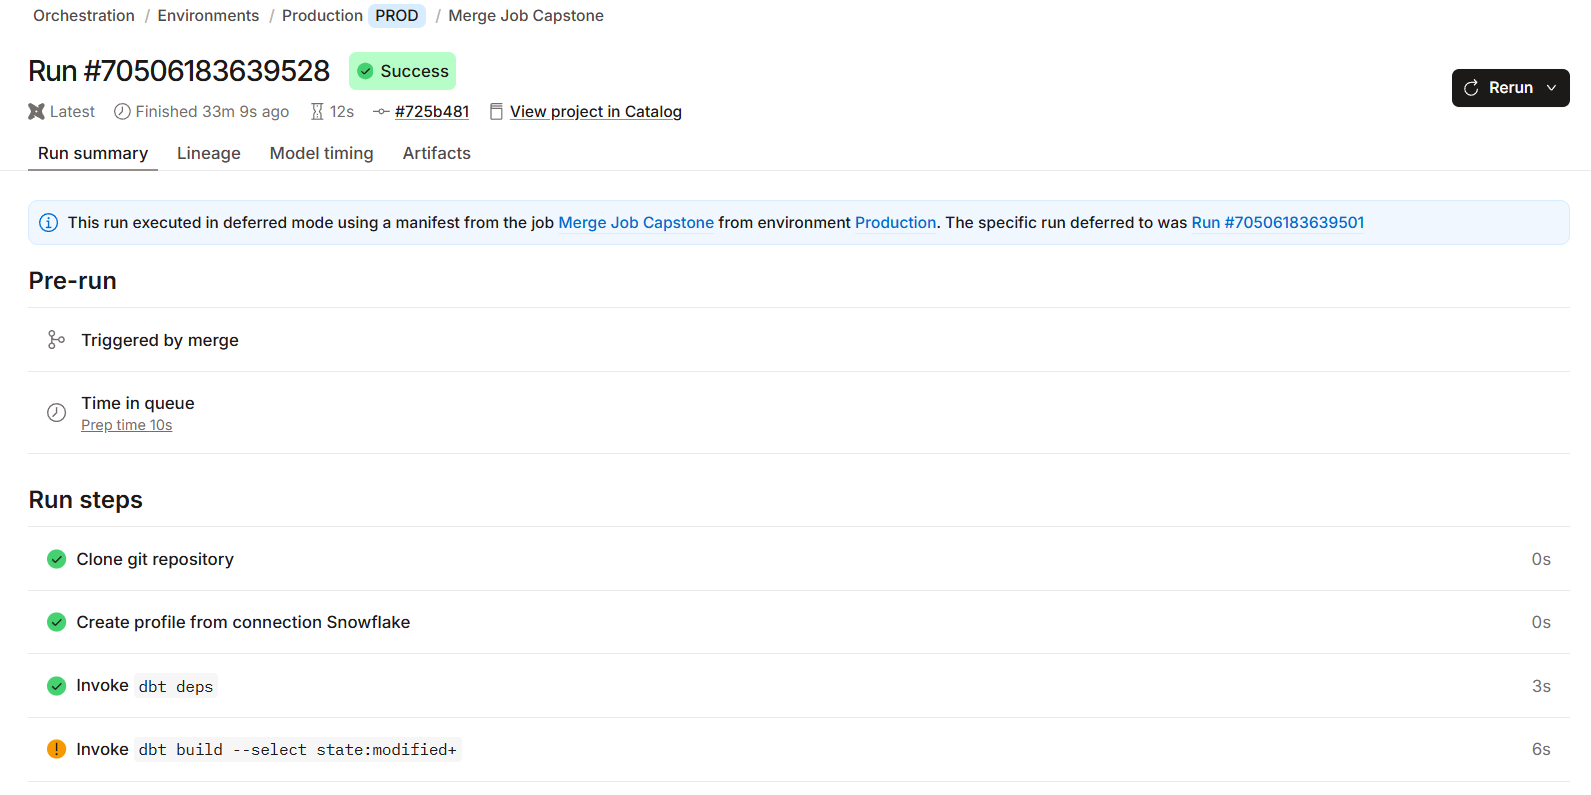 Orchestration / Environments / Production PROD / Merge Job Capstone
Run #70506183639528 Success
Rerun
Latest Finished 33m 9s ago 12s #725b481 View project in Catalog
Run summary Lineage Model timing Artifacts
This run executed in deferred mode using a manifest from the job Merge Job Capstone from environment Production. The specific run deferred to was Run #70506183639501
Pre-run
Triggered by merge
Time in queue
Prep time 10s
Run steps
Clone git repository 0s
Create profile from connection Snowflake 0s
Invoke dbt deps 3s
Invoke dbt build --select state:modified+ 6s